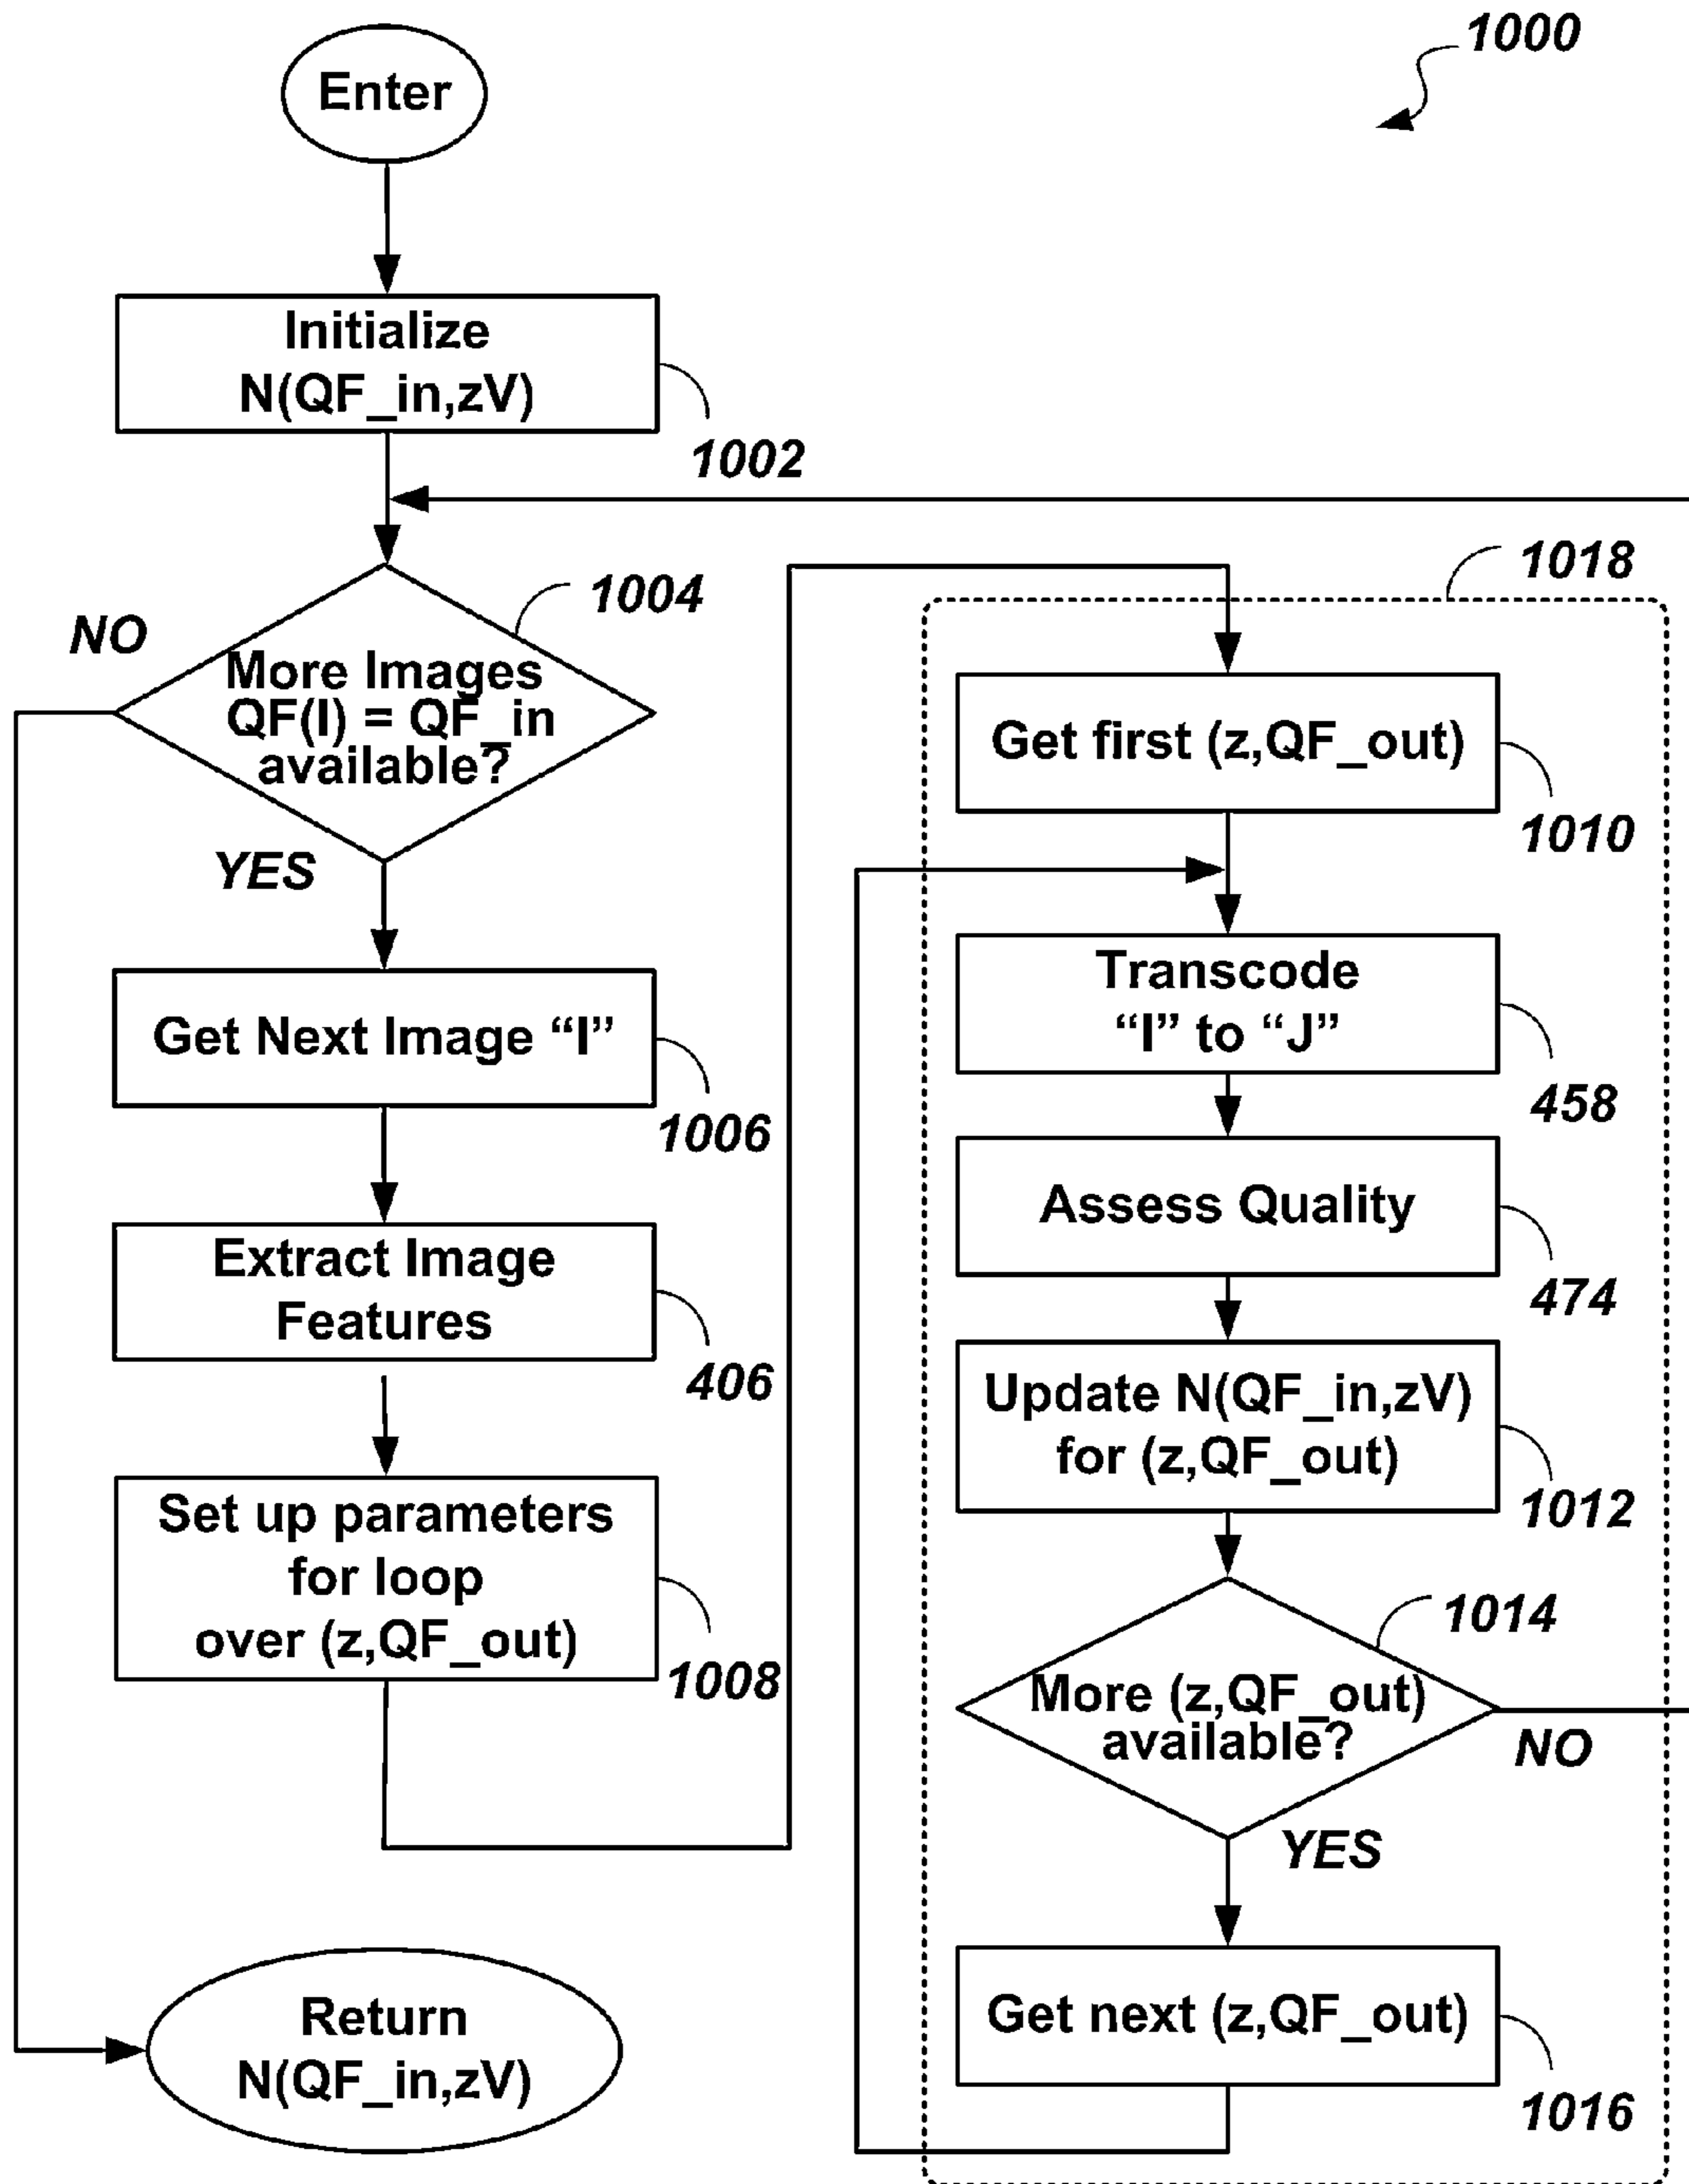 1000
Enter
Initialize
N(QF_in,zV)
1002
NO
1004
More Images
QF(I) = QF_in
available?
YES
Get Next Image “I”
1006
Extract Image
Features
406
Set up parameters
for loop
over (z,QF_out)
1008
Return
N(QF_in,zV)
1018
Get first (z,QF_out)
1010
Transcode
“I” to “J”
458
Assess Quality
474
Update N(QF_in,zV)
for (z,QF_out)
1012
1014
More (z,QF_out)
available?
NO
YES
Get next (z,QF_out)
1016